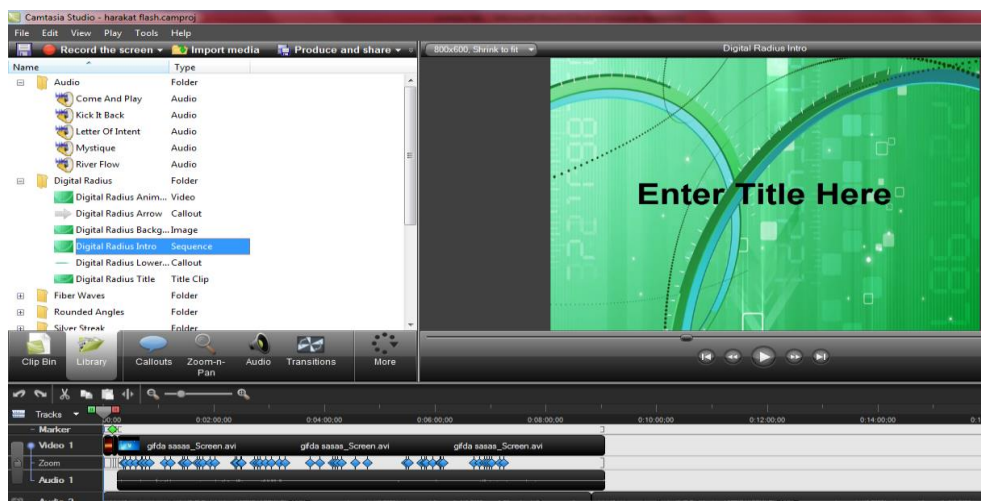 Camtasia Studio - harakat flash.camproj
File Edit View Play Tools Help
Record the screen Import media Produce and share
800x600, Shrink to fit
Digital Radius Intro
Name Type
Audio Folder
Come And Play Audio
Kick It Back Audio
Letter Of Intent Audio
Mystique Audio
River Flow Audio
Digital Radius Folder
Digital Radius Anim... Video
Digital Radius Arrow Callout
Digital Radius Backg... Image
Digital Radius Intro Sequence
Digital Radius Lower... Callout
Digital Radius Title Title Clip
Fiber Waves Folder
Rounded Angles Folder
Silver Streak Folder
Enter Title Here
Clip Bin Library Callouts Zoom-n-Pan Audio Transitions More
Tracks
0:02:00;00 0:04:00;00 0:06:00;00 0:08:00;00 0:10:00;00 0:12:00;00 0:14:00;00
Marker
Video 1 gifda sasas_Screen.avi gifda sasas_Screen.avi gifda sasas_Screen.avi
Zoom
Audio 1
Audio 2